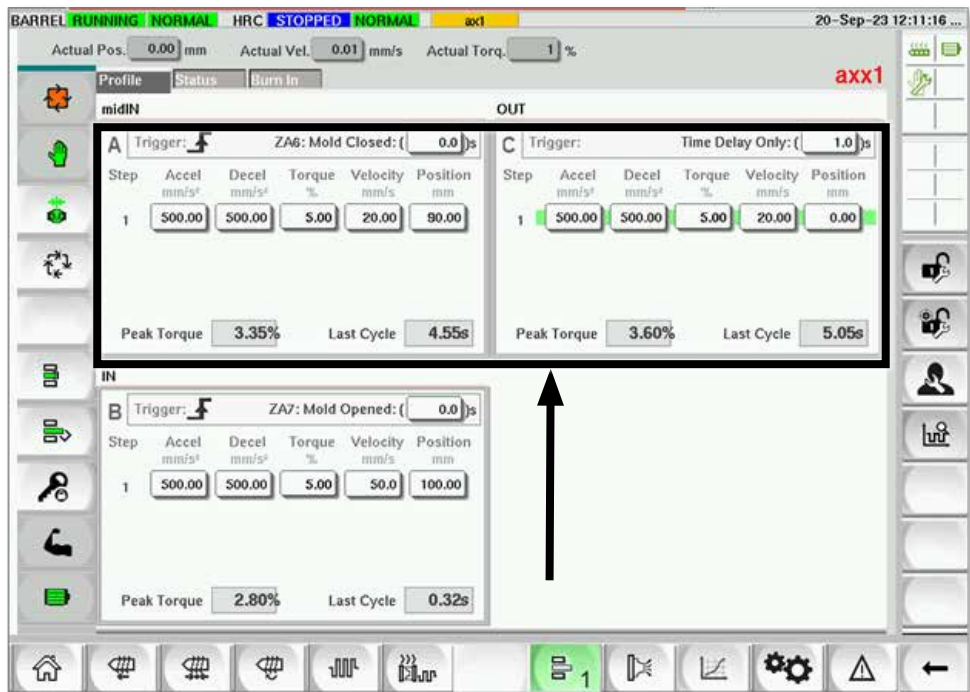 BARREL RUNNING NORMAL HRC STOPPED NORMAL ax1 20-Sep-23 12:11:16 ...
Actual Pos. 0.00 mm Actual Vel. 0.01 mm/s Actual Torq. 1 %
Profile Status Burn In axx1
midIN OUT
A Trigger: ZA6: Mold Closed: ( 0.0 )s
Step Accel Decel Torque Velocity Position
mm/s² mm/s² % mm/s mm
1 500.00 500.00 5.00 20.00 90.00
Peak Torque 3.35% Last Cycle 4.55s
C Trigger: Time Delay Only: ( 1.0 )s
Step Accel Decel Torque Velocity Position
mm/s² mm/s² % mm/s mm
1 500.00 500.00 5.00 20.00 0.00
Peak Torque 3.60% Last Cycle 5.05s
IN
B Trigger: ZA7: Mold Opened: ( 0.0 )s
Step Accel Decel Torque Velocity Position
mm/s² mm/s² % mm/s mm
1 500.00 500.00 5.00 50.0 100.00
Peak Torque 2.80% Last Cycle 0.32s
1